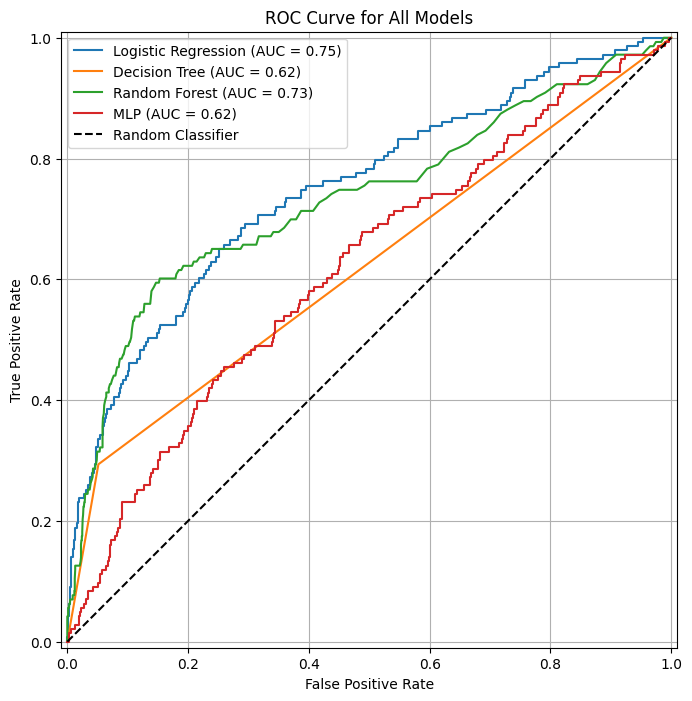 ROC Curve for All Models
Logistic Regression (AUC = 0.75)
Decision Tree (AUC = 0.62)
Random Forest (AUC = 0.73)
MLP (AUC = 0.62)
Random Classifier
True Positive Rate
1.0
0.8
0.6
0.4
0.2
0.0
0.0 0.2 0.4 0.6 0.8 1.0
False Positive Rate